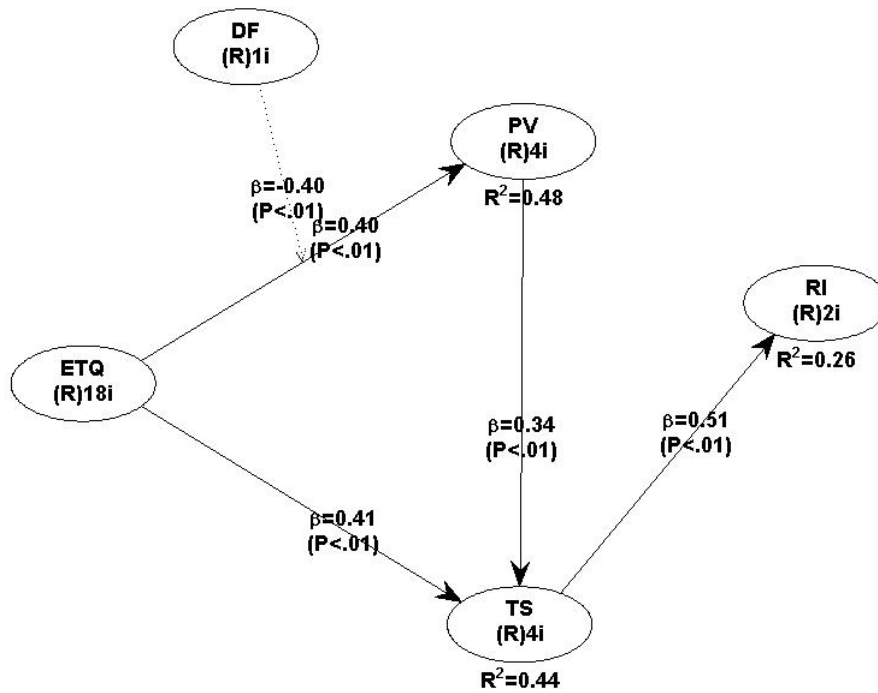 DF
(R)1i
PV
(R)4i
R²=0.48
β=-0.40
(P<.01)
β=0.40
(P<.01)
RI
(R)2i
R²=0.26
ETQ
(R)18i
β=0.34
(P<.01)
β=0.51
(P<.01)
β=0.41
(P<.01)
TS
(R)4i
R²=0.44